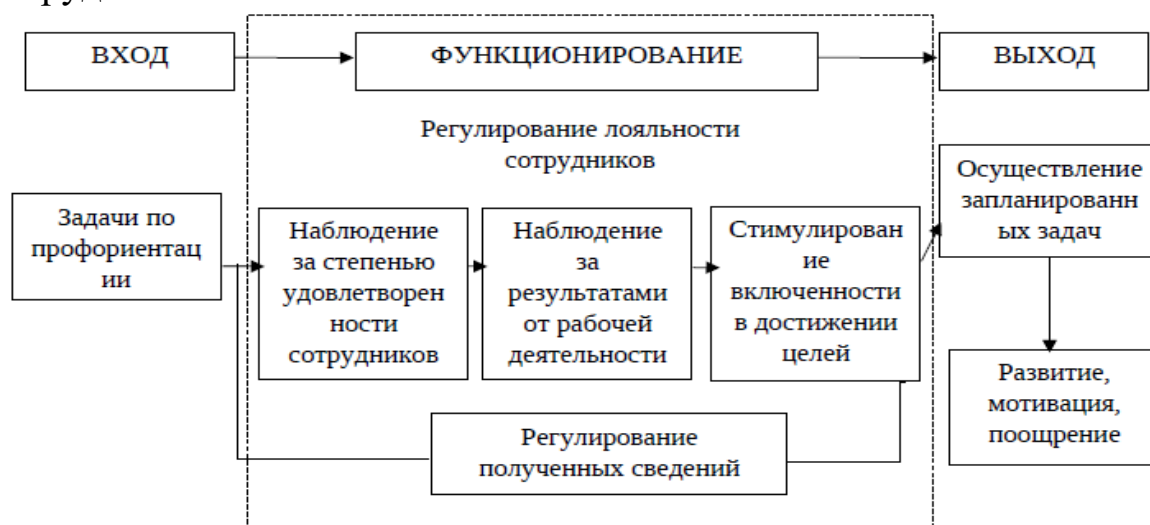 ВХОД
ФУНКЦИОНИРОВАНИЕ
ВЫХОД
Регулирование лояльности
сотрудников
Задачи по
профориентац
ии
Наблюдение
за степенью
удовлетворен
ности
сотрудников
Наблюдение
за
результатами
от рабочей
деятельности
Стимулирован
ие
включенности
в достижении
целей
Осуществление
запланированн
ых задач
Развитие,
мотивация,
поощрение
Регулирование
полученных сведений